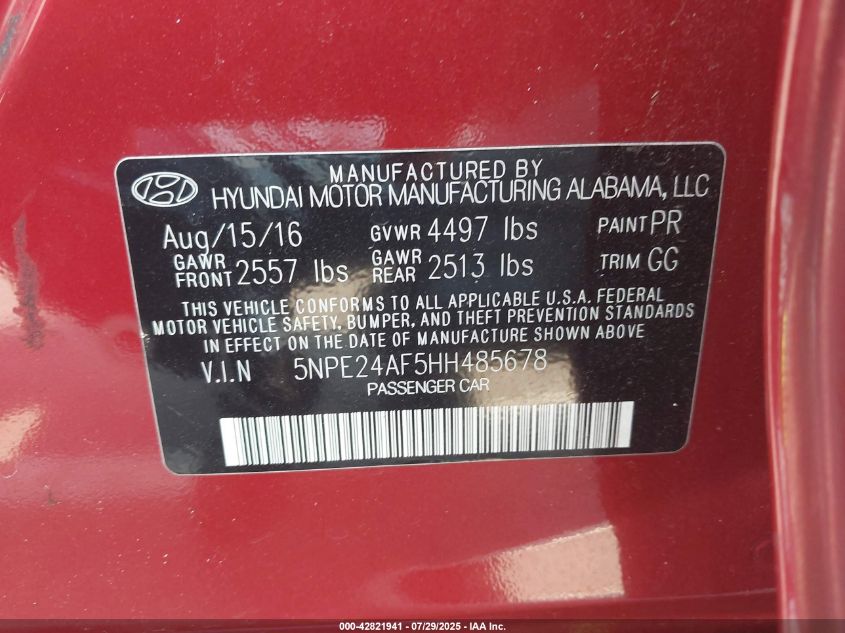 MANUFACTURED BY
HYUNDAI MOTOR MANUFACTURING ALABAMA, LLC
Aug/15/16 GVWR 4497 lbs PAINT PR
GAWR FRONT 2557 lbs GAWR REAR 2513 lbs TRIM GG
THIS VEHICLE CONFORMS TO ALL APPLICABLE U.S.A. FEDERAL
MOTOR VEHICLE SAFETY, BUMPER, AND THEFT PREVENTION STANDARDS
IN EFFECT ON THE DATE OF MANUFACTURE SHOWN ABOVE
V.I.N 5NPE24AF5HH485678
PASSENGER CAR
000-42821941 - 07/29/2025 - IAA Inc.